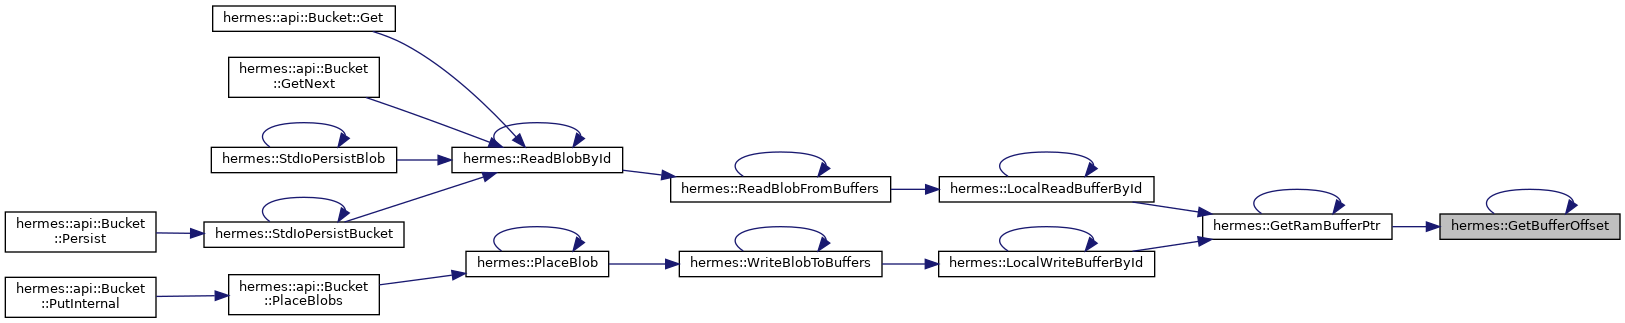 hermes::api::Bucket::Get
hermes::api::Bucket
::GetNext
hermes::StdIoPersistBlob
hermes::ReadBlobById
hermes::ReadBlobFromBuffers
hermes::LocalReadBufferById
hermes::api::Bucket
::Persist
hermes::StdIoPersistBucket
hermes::GetRamBufferPtr
hermes::GetBufferOffset
hermes::PlaceBlob
hermes::WriteBlobToBuffers
hermes::LocalWriteBufferById
hermes::api::Bucket
::PutInternal
hermes::api::Bucket
::PlaceBlobs